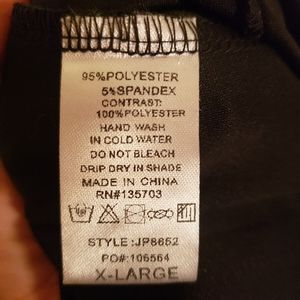 95%POLYESTER
5%SPANDEX
CONTRAST:
100%POLYESTER
HAND WASH
IN COLD WATER
DO NOT BLEACH
DRIP DRY IN SHADE
MADE IN CHINA
RN#135703
STYLE:JP8652
PO#:106564
X-LARGE